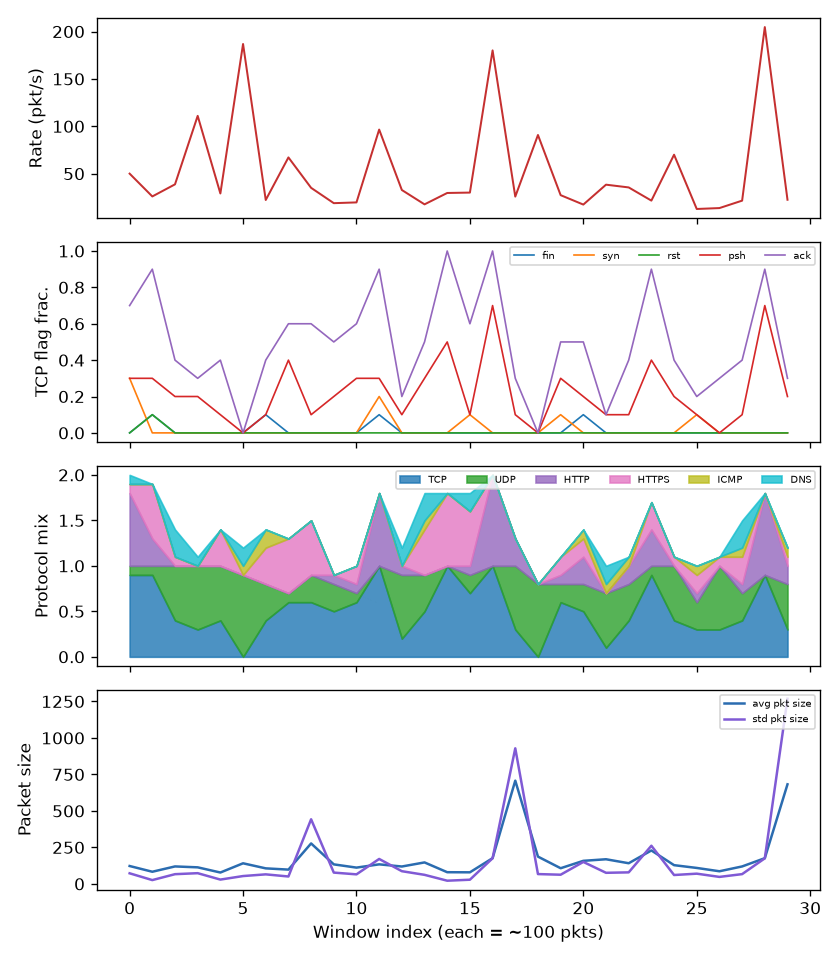 Rate (pkt/s)
200
150
100
50
TCP flag frac.
1.0
0.8
0.6
0.4
0.2
0.0
fin syn rst psh ack
Protocol mix
2.0
1.5
1.0
0.5
0.0
TCP UDP HTTP HTTPS ICMP DNS
Packet size
1250
1000
750
500
250
0
avg pkt size
std pkt size
0 5 10 15 20 25 30
Window index (each = ~100 pkts)